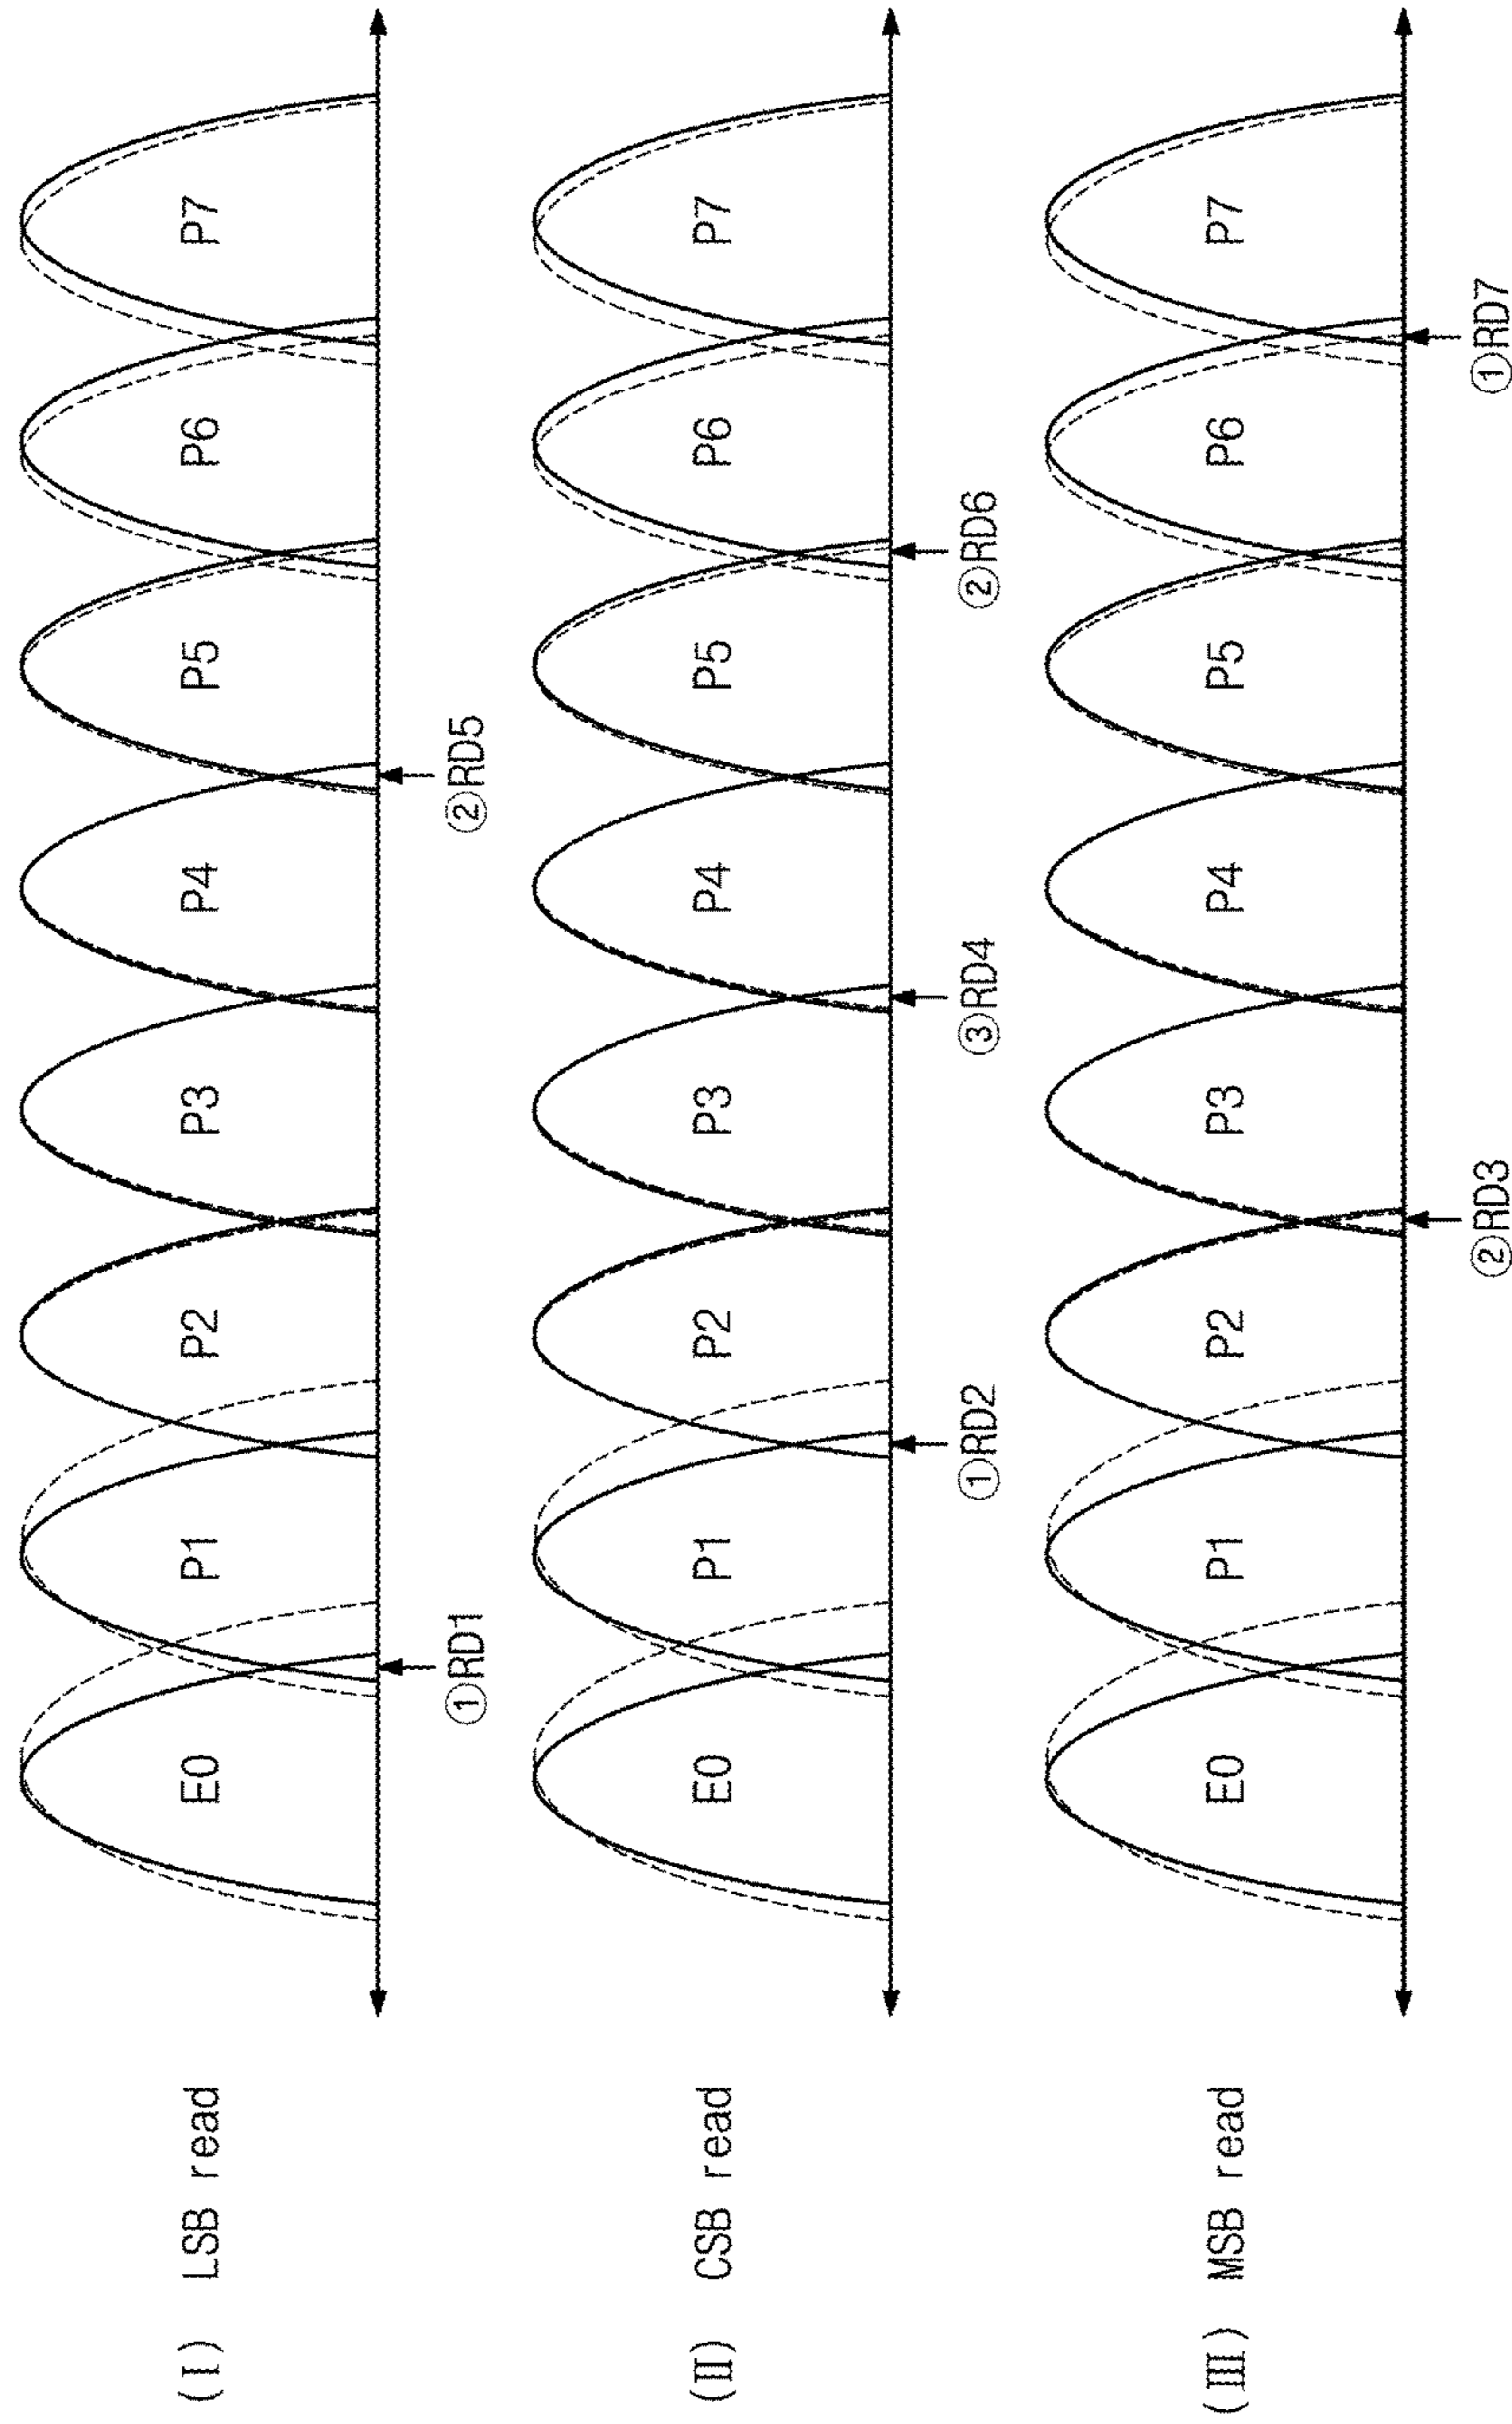 (Ⅰ) LSB read
E0 P1 P2 P3 P4 P5 P6 P7
①RD1 ②RD5
(Ⅱ) CSB read
E0 P1 P2 P3 P4 P5 P6 P7
①RD2 ③RD4 ②RD6
(Ⅲ) MSB read
E0 P1 P2 P3 P4 P5 P6 P7
②RD3 ①RD7